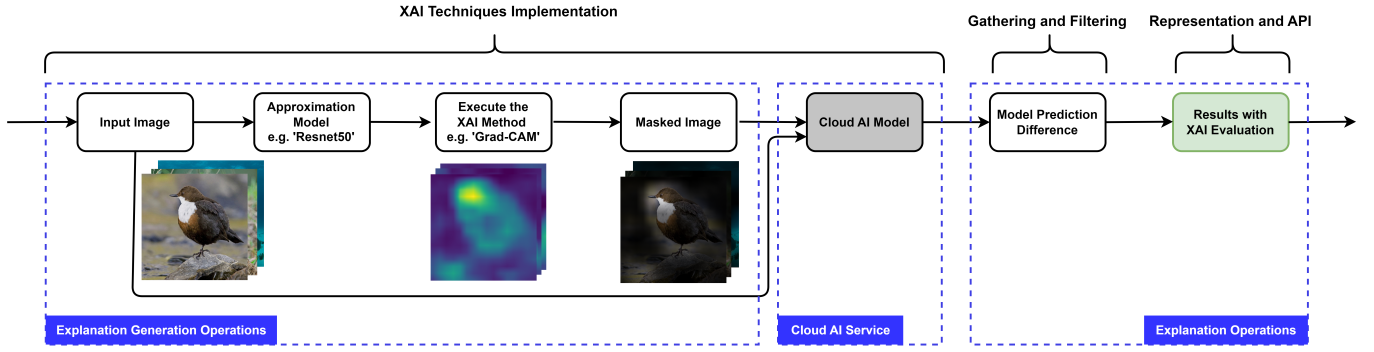 XAI Techniques Implementation
Gathering and Filtering
Representation and API
Input Image
Approximation
Model
e.g. 'Resnet50'
Execute the
XAI Method
e.g. 'Grad-CAM'
Masked Image
Cloud AI Model
Model Prediction
Difference
Results with
XAI Evaluation
Explanation Generation Operations
Cloud AI Service
Explanation Operations